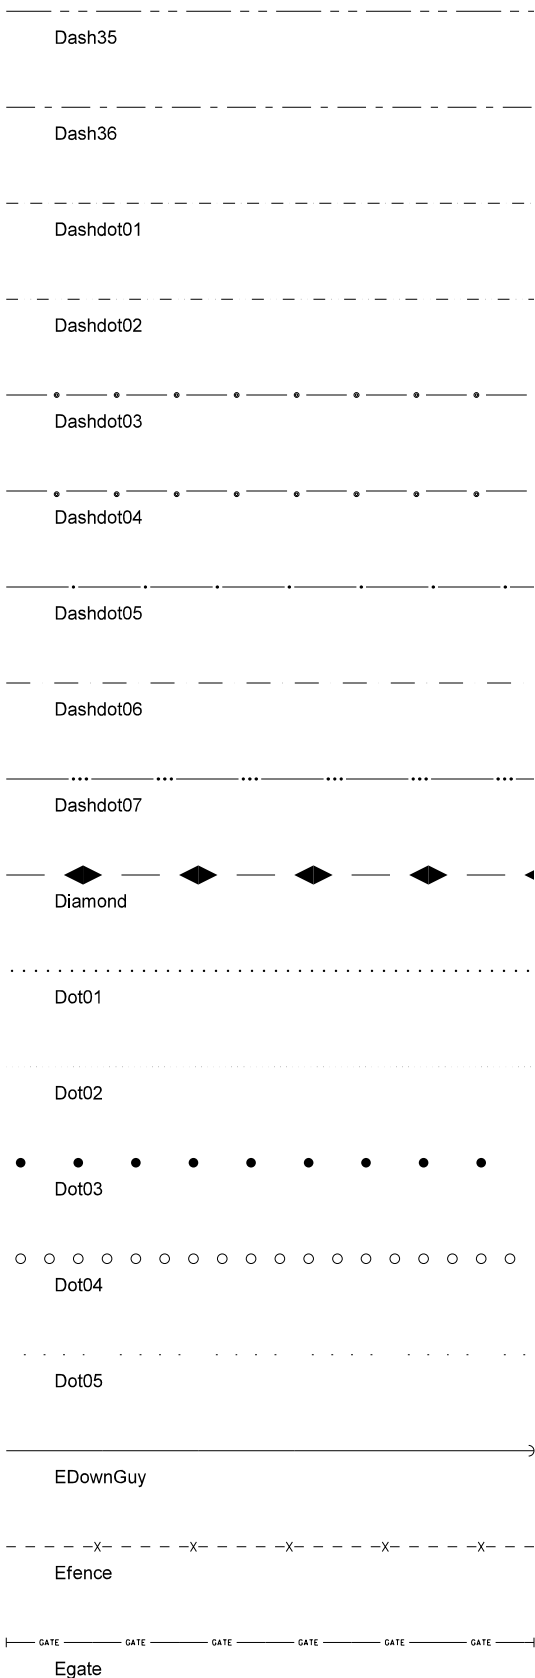 Dash35
Dash36
Dashdot01
Dashdot02
Dashdot03
Dashdot04
Dashdot05
Dashdot06
Dashdot07
Diamond
Dot01
Dot02
Dot03
Dot04
Dot05
EDownGuy
X X X X X
Efence
GATE GATE GATE GATE GATE GATE
Egate